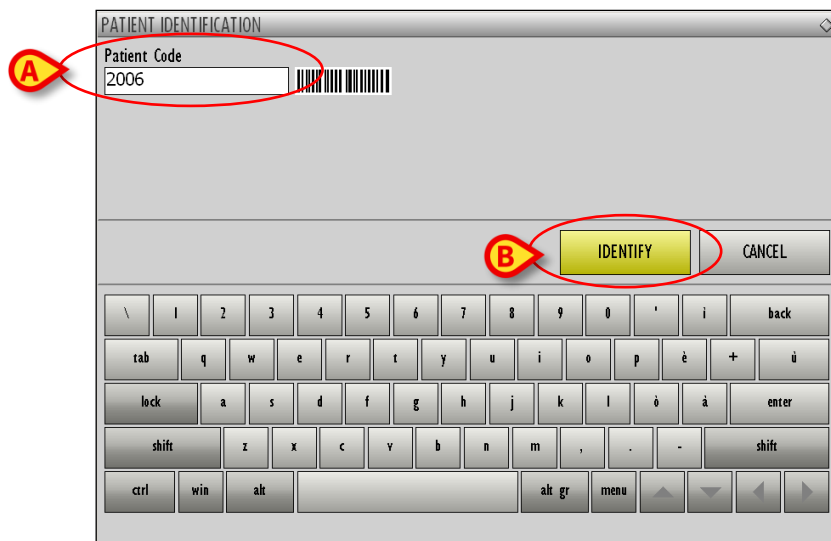 PATIENT IDENTIFICATION
Patient Code
A
2006
B IDENTIFY CANCEL
\ 1 2 3 4 5 6 7 8 9 0 ' ì back
tab q w e r t y u i o p è + ù
lock a s d f g h j k l ò à enter
shift z x c v b n m , . - shift
ctrl win alt alt gr menu